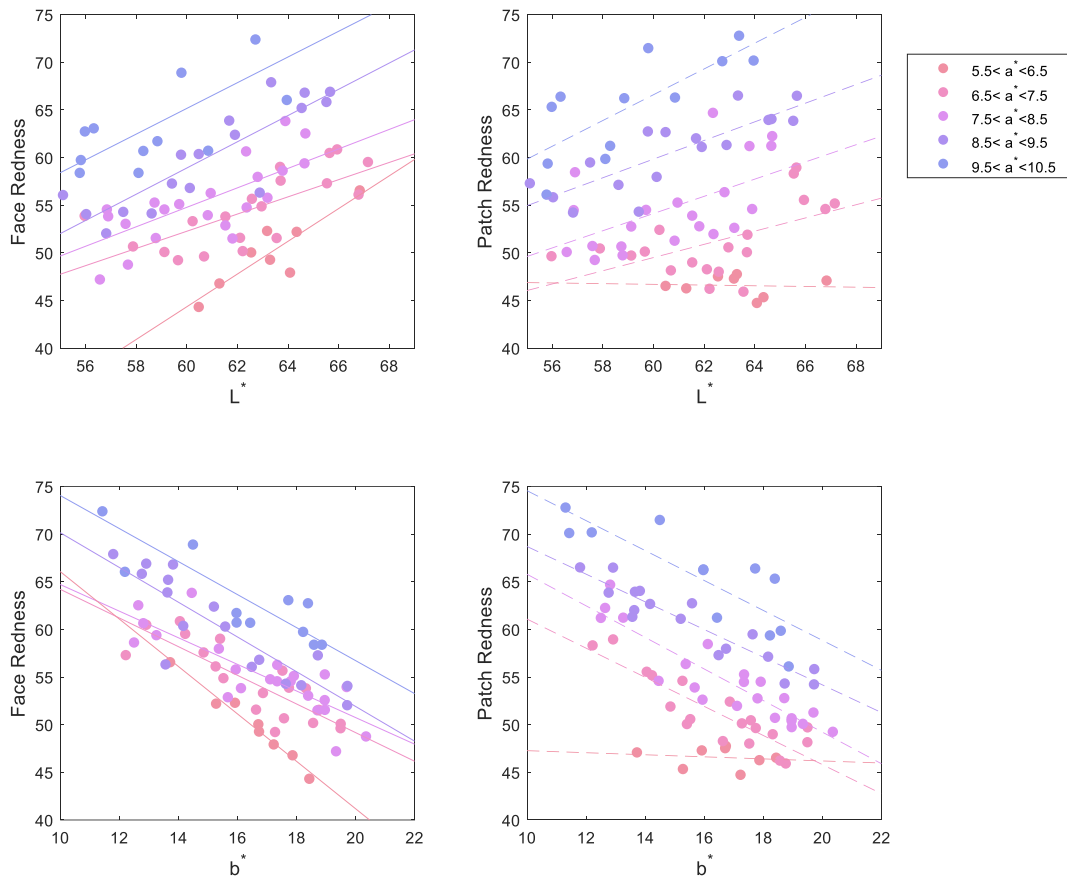 75
70
65
60
55
50
45
40
Face Redness
56 58 60 62 64 66 68
L*
75
70
65
60
55
50
45
40
Patch Redness
56 58 60 62 64 66 68
L*
5.5< a*<6.5
6.5< a*<7.5
7.5< a*<8.5
8.5< a*<9.5
9.5< a*<10.5
75
70
65
60
55
50
45
40
Face Redness
10 12 14 16 18 20 22
b*
75
70
65
60
55
50
45
40
Patch Redness
10 12 14 16 18 20 22
b*